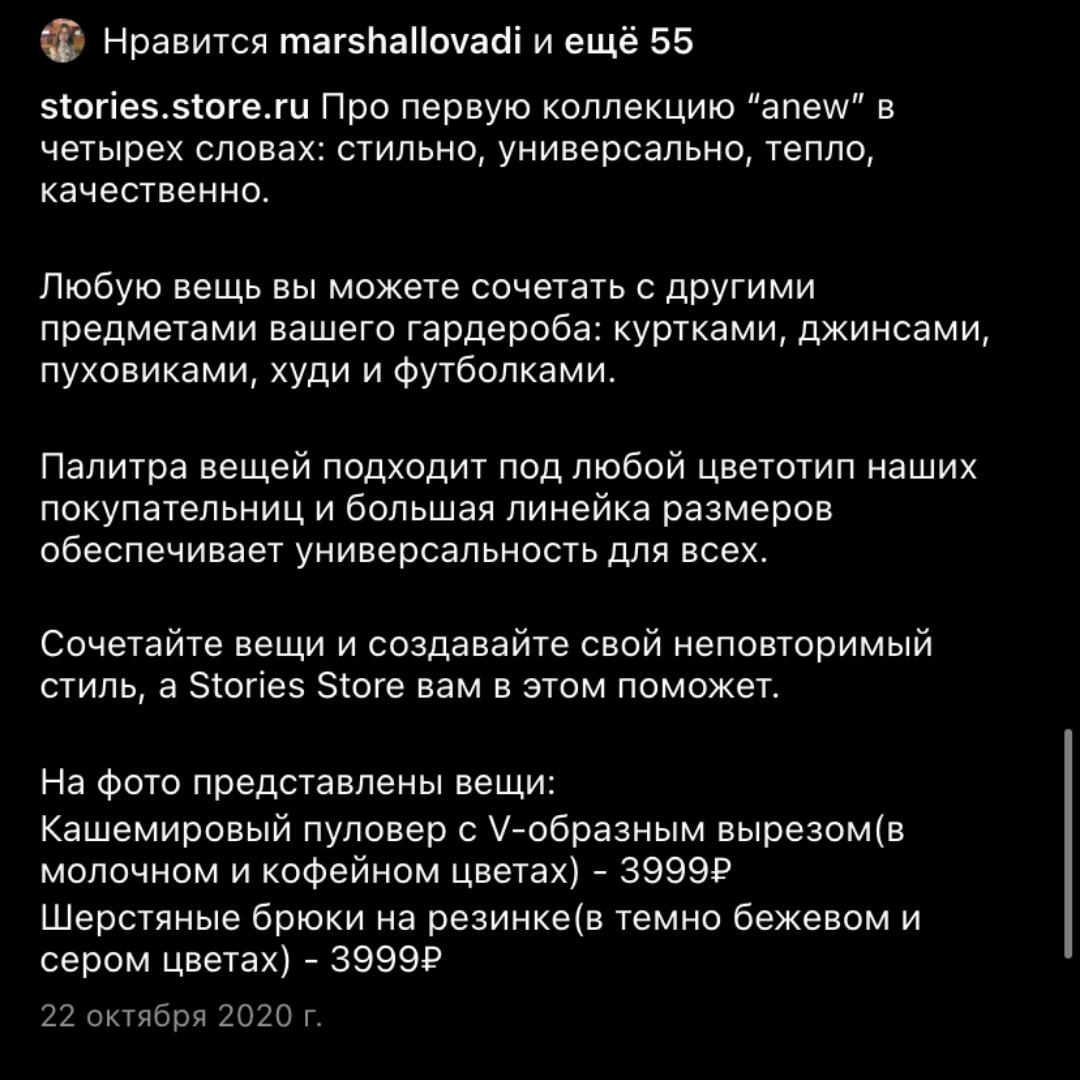 Нравится marshallovadi и ещё 55
stories.store.ru Про первую коллекцию “anew” в
четырех словах: стильно, универсально, тепло,
качественно.
Любую вещь вы можете сочетать с другими
предметами вашего гардероба: куртками, джинсами,
пуховиками, худи и футболками.
Палитра вещей подходит под любой цветотип наших
покупательниц и большая линейка размеров
обеспечивает универсальность для всех.
Сочетайте вещи и создавайте свой неповторимый
стиль, а Stories Store вам в этом поможет.
На фото представлены вещи:
Кашемировый пуловер с V-образным вырезом(в
молочном и кофейном цветах) - 3999₽
Шерстяные брюки на резинке(в темно бежевом и
сером цветах) - 3999₽
22 октября 2020 г.